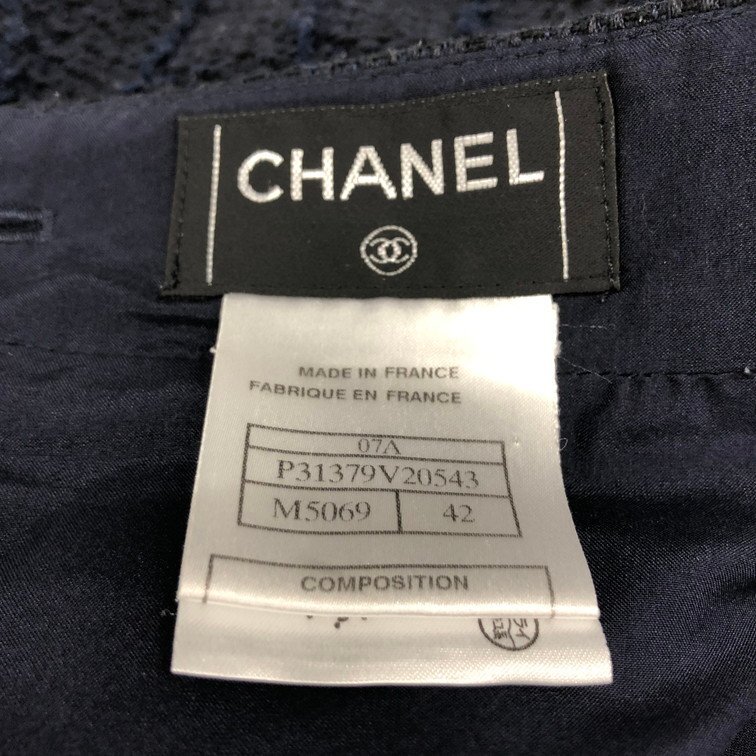 CHANEL
MADE IN FRANCE
FABRIQUE EN FRANCE
07A
P31379V20543
M5069 42
COMPOSITION